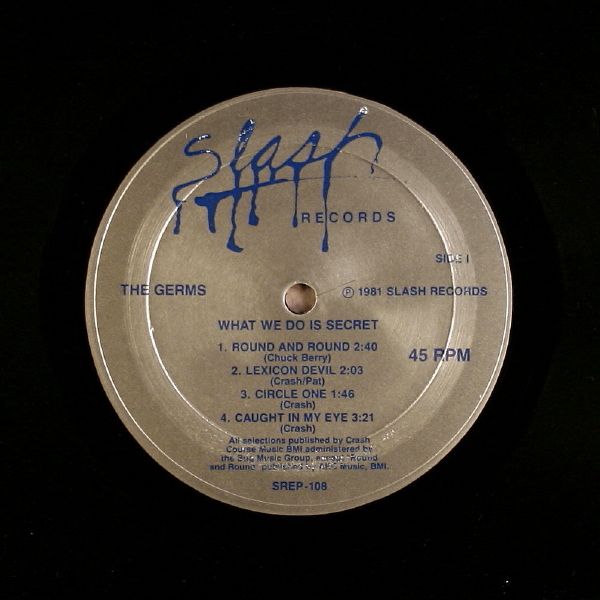 Slash
RECORDS
SIDE I
THE GERMS
℗ 1981 SLASH RECORDS
WHAT WE DO IS SECRET
1. ROUND AND ROUND 2:40
(Chuck Berry)
45 RPM
2. LEXICON DEVIL 2:03
(Crash/Pat)
3. CIRCLE ONE 1:46
(Crash)
4. CAUGHT IN MY EYE 3:21
(Crash)
All selections published by Crash
Course Music BMI administered by
the Bug Music Group, "Round
and Round" published by ARC Music, BMI.
SREP-108